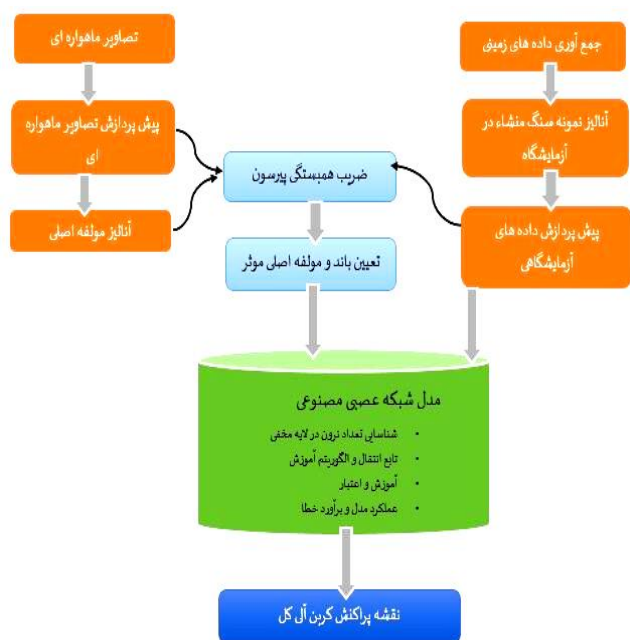 جمع آوری داده های زمینی
آنالیز نمونه سنگ منشاء در
آزمایشگاه
پیش پردازش داده های
آزمایشگاهی
تصاویر ماهواره ای
پیش پردازش تصاویر ماهواره
ای
آنالیز مولفه اصلی
ضریب همبستگی پیرسون
تعیین باند و مولفه اصلی موثر
مدل شبکه عصبی مصنوعی
• شناسایی تعداد نرون در لایه مخفی
• تابع انتقال و الگوریتم آموزش
• آموزش و اعتبار
• عملکرد مدل و برآورد خطا
نقشه پراکنش کربن آلی کل